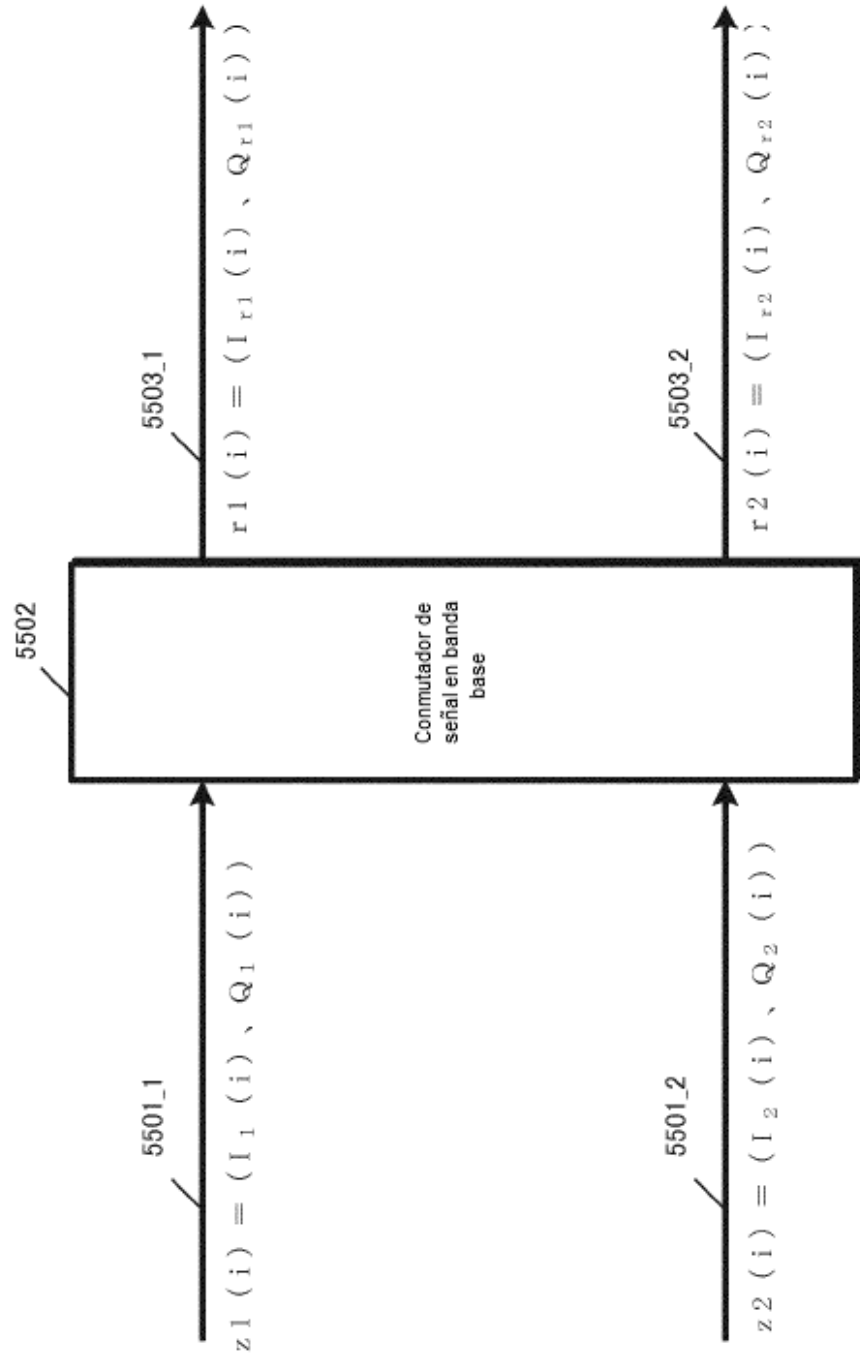 5501_1
z1 (i) = (I₁ (i)、Q₁ (i))
5501_2
z2 (i) = (I₂ (i)、Q₂ (i))
5502
Conmutador de
señal en banda
base
5503_1
r1 (i) = (Iᵣ₁ (i)、Qᵣ₁ (i))
5503_2
r2 (i) = (Iᵣ₂ (i)、Qᵣ₂ (i))